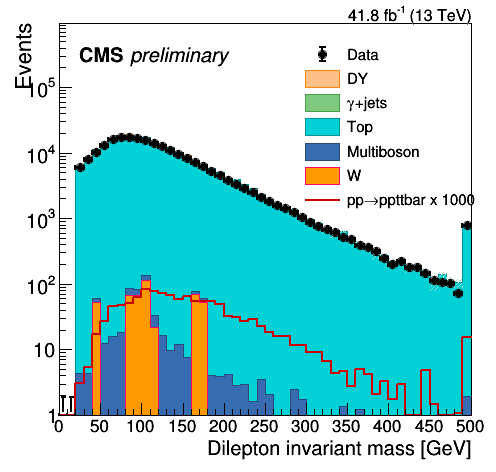 41.8 fb⁻¹ (13 TeV)
Events
CMS preliminary
Data
DY
γ+jets
Top
Multiboson
W
pp→ppttbar x 1000
10⁵
10⁴
10³
10²
10
1
0 50 100 150 200 250 300 350 400 450 500
Dilepton invariant mass [GeV]